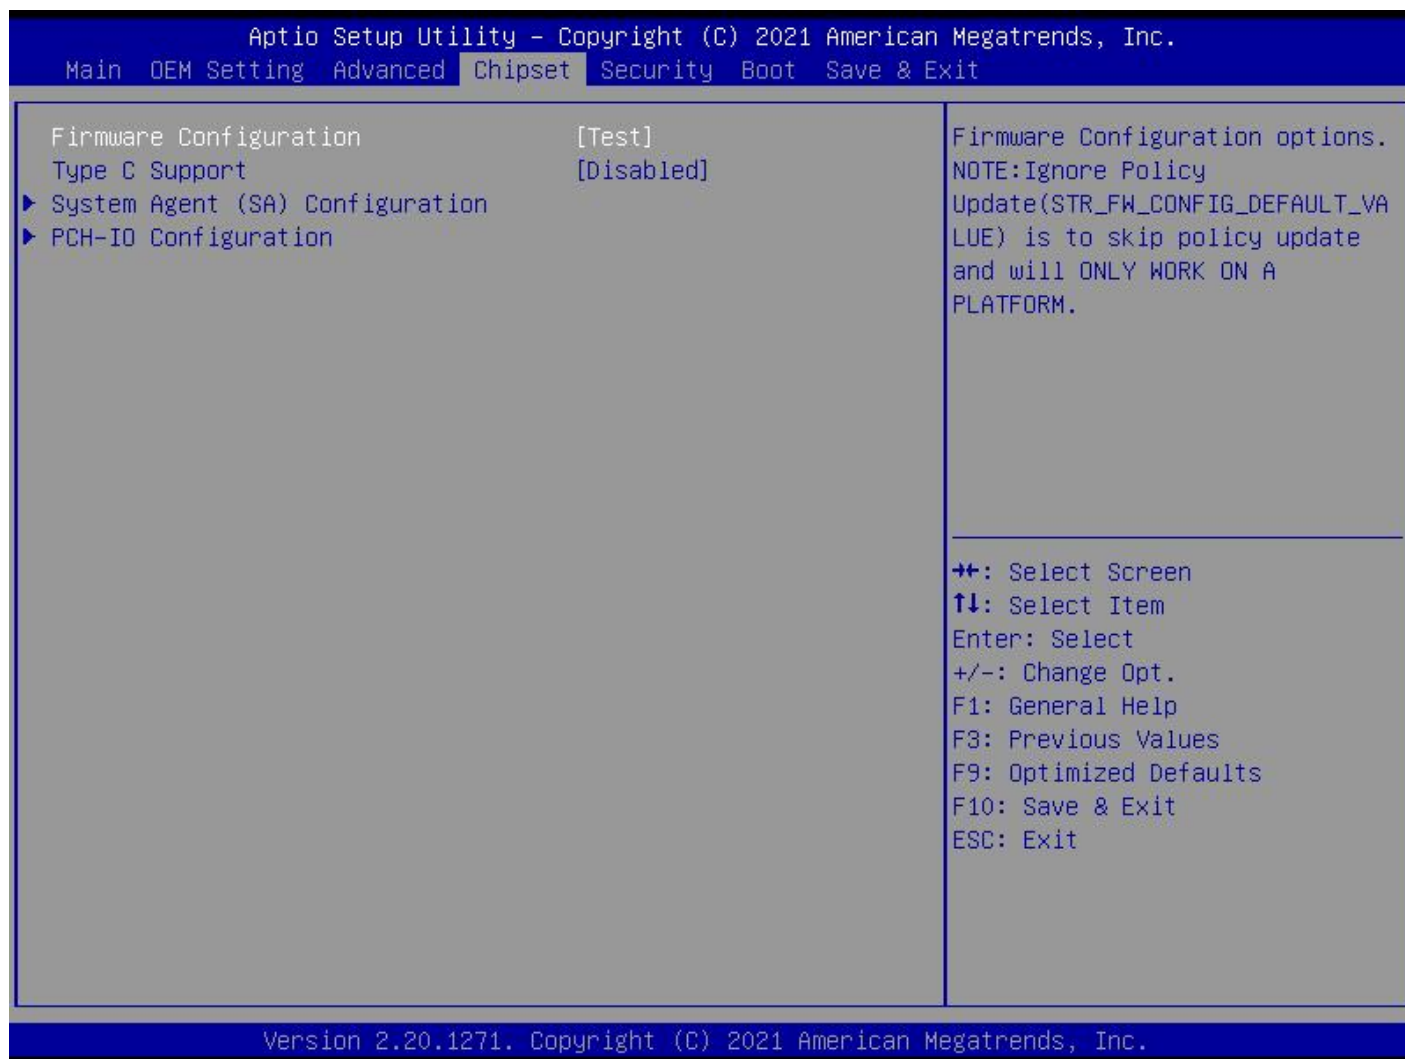 Aptio Setup Utility – Copyright (C) 2021 American Megatrends, Inc.
Main OEM Setting Advanced Chipset Security Boot Save & Exit
Firmware Configuration [Test]
Type C Support [Disabled]
System Agent (SA) Configuration
PCH-IO Configuration
Firmware Configuration options.
NOTE:Ignore Policy
Update(STR_FW_CONFIG_DEFAULT_VA
LUE) is to skip policy update
and will ONLY WORK ON A
PLATFORM.
→←: Select Screen
↑↓: Select Item
Enter: Select
+/-: Change Opt.
F1: General Help
F3: Previous Values
F9: Optimized Defaults
F10: Save & Exit
ESC: Exit
Version 2.20.1271. Copyright (C) 2021 American Megatrends, Inc.